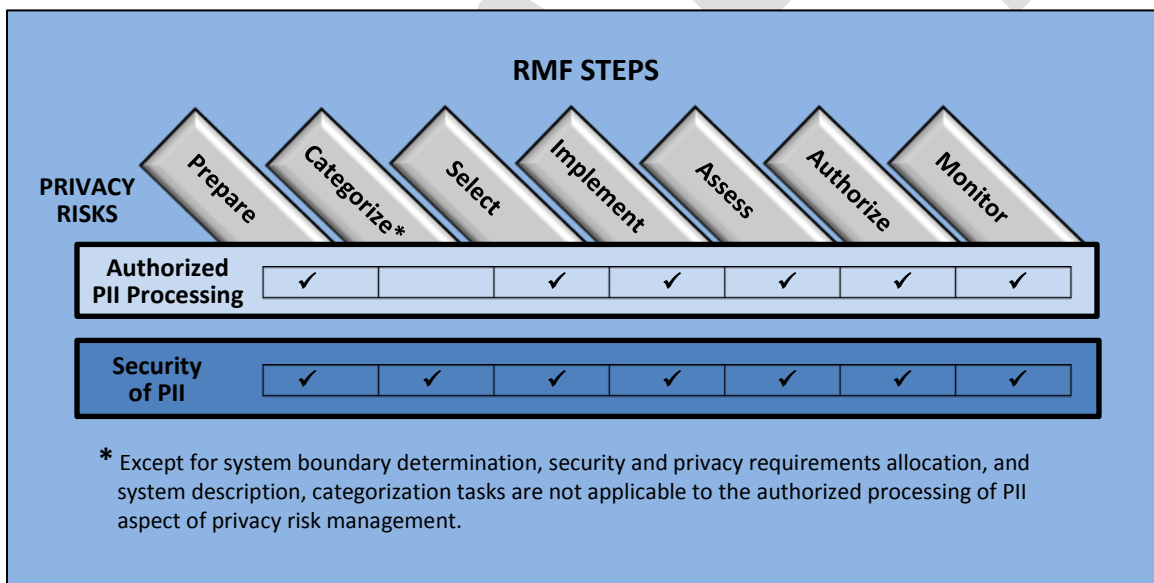 RMF STEPS
PRIVACY
RISKS
Prepare
Categorize*
Select
Implement
Assess
Authorize
Monitor
Authorized
PII Processing
✓ ✓ ✓ ✓ ✓ ✓
Security
of PII
✓ ✓ ✓ ✓ ✓ ✓ ✓
* Except for system boundary determination, security and privacy requirements allocation, and
system description, categorization tasks are not applicable to the authorized processing of PII
aspect of privacy risk management.